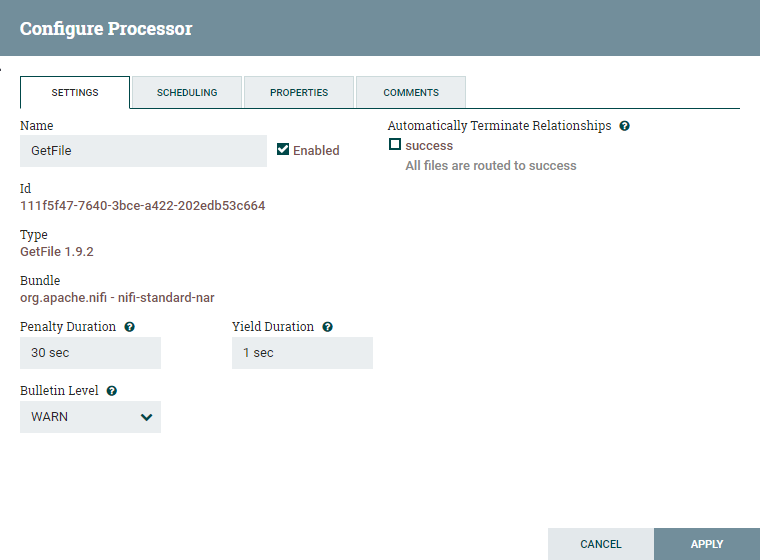 Configure Processor
SETTINGS
SCHEDULING
PROPERTIES
COMMENTS
Name
GetFile
Enabled
Id
111f5f47-7640-3bce-a422-202edb53c664
Type
GetFile 1.9.2
Bundle
org.apache.nifi - nifi-standard-nar
Penalty Duration ?
30 sec
Yield Duration ?
1 sec
Bulletin Level ?
WARN
Automatically Terminate Relationships ?
success
All files are routed to success
CANCEL
APPLY